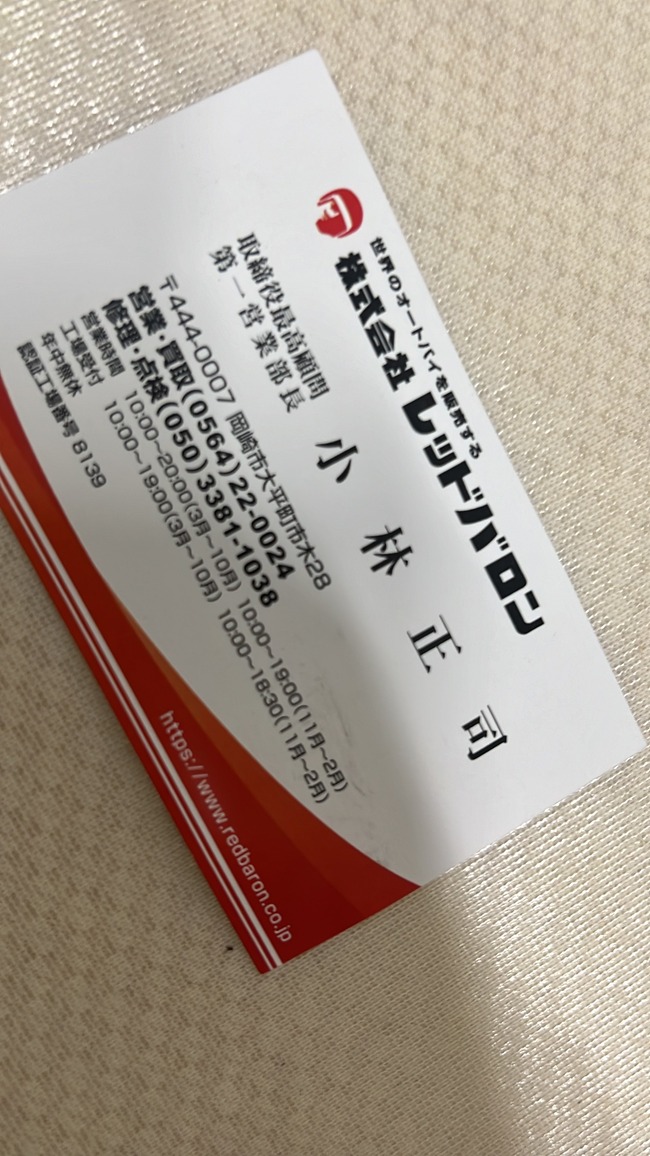 世界のオートバイを販売する
株式会社 レッドバロン
取締役最高顧問
第一営業部長
小林正司
〒444-0007 岡崎市大平町市木28
営業・買取(0564)22-0024
修理・点検(050)3381-1038
営業時間 10:00〜20:00(3月〜10月) 10:00〜19:00(11月〜2月)
工場受付 10:00〜19:00(3月〜10月) 10:00〜18:30(11月〜2月)
年中無休
認証工場番号 8139
https://www.redbaron.co.jp